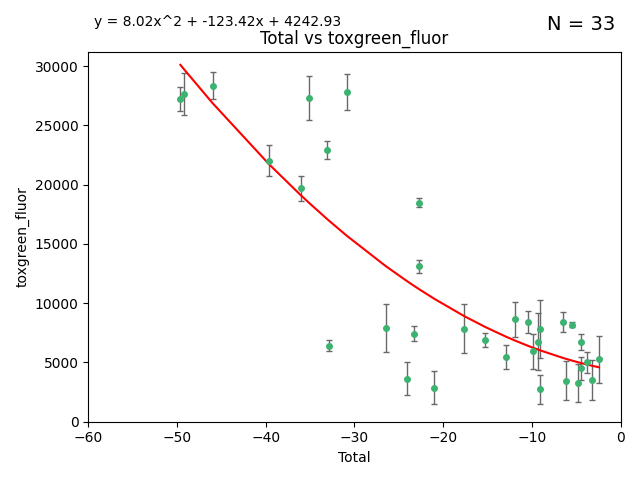 y = 8.02x^2 + -123.42x + 4242.93
N = 33
Total vs toxgreen_fluor
30000
25000
20000
15000
10000
5000
0
toxgreen_fluor
−60
−50
−40
−30
−20
−10
0
Total